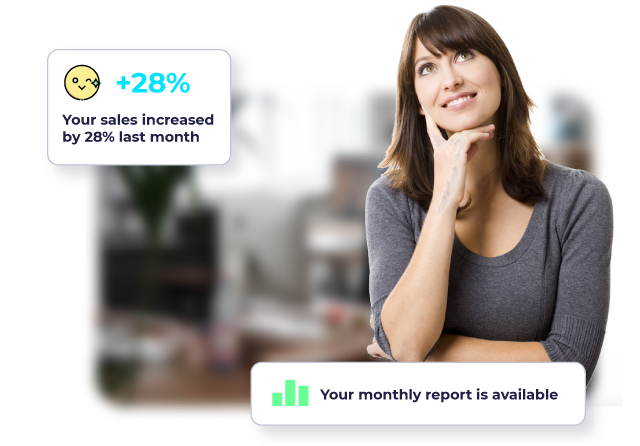 +28%
Your sales increased
by 28% last month
Your monthly report is available